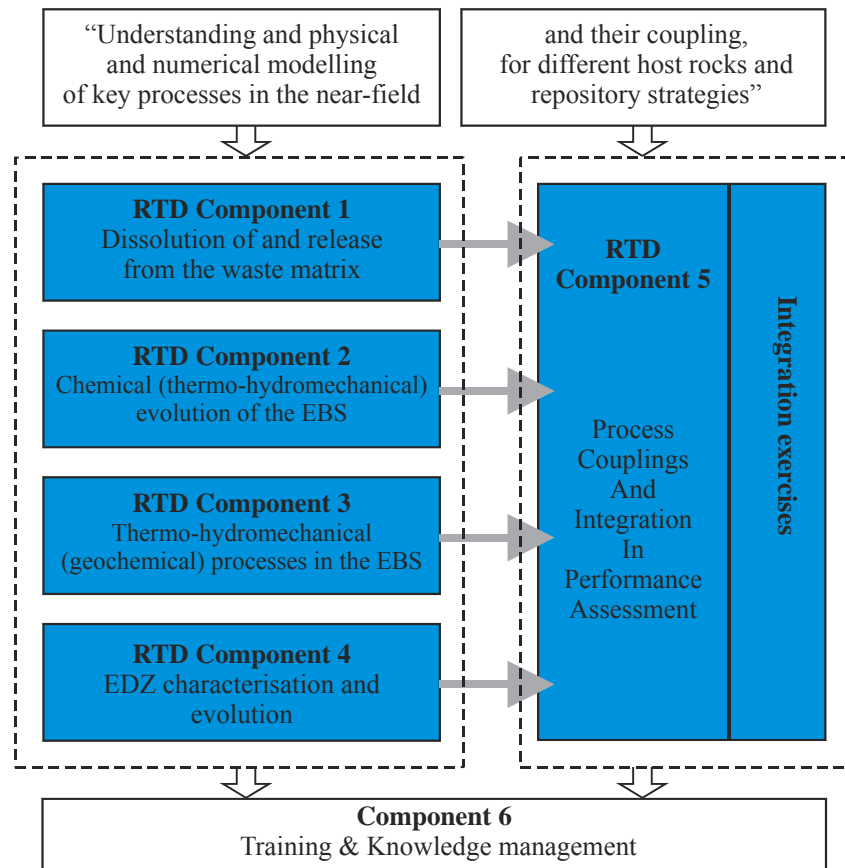 “Understanding and physical
and numerical modelling
of key processes in the near-field
and their coupling,
for different host rocks and
repository strategies”
RTD Component 1
Dissolution of and release
from the waste matrix
RTD Component 2
Chemical (thermo-hydromechanical)
evolution of the EBS
RTD Component 3
Thermo-hydromechanical
(geochemical) processes in the EBS
RTD Component 4
EDZ characterisation and
evolution
RTD
Component 5
Process
Couplings
And
Integration
In
Performance
Assessment
Integration exercises
Component 6
Training & Knowledge management